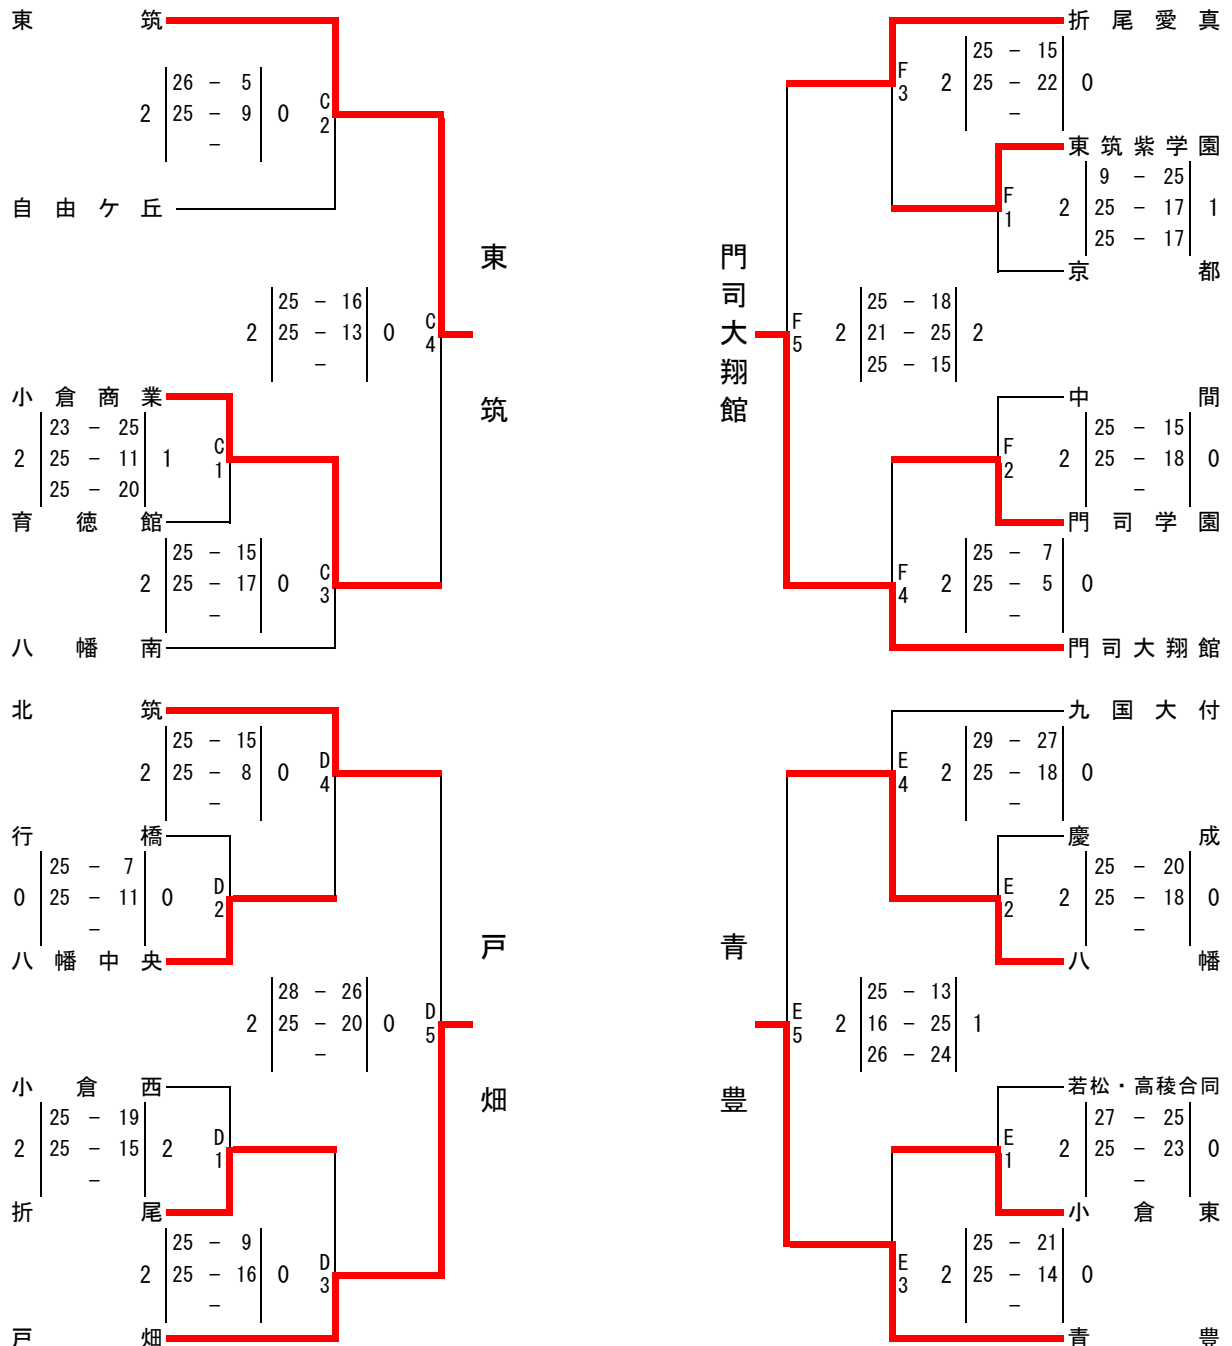 東筑
26 － 5
2 25 － 9 0
－
C2
自由ケ丘
25 － 16
2 25 － 13 0
－
C4
東筑
小倉商業
23 － 25
2 25 － 11 1
25 － 20
C1
育徳館
25 － 15
2 25 － 17 0
－
C3
八幡南
北筑
25 － 15
2 25 － 8 0
－
D4
行橋
25 － 7
0 25 － 11 0
－
D2
八幡中央
28 － 26
2 25 － 20 0
－
D5
戸畑
小倉西
25 － 19
2 25 － 15 2
－
D1
折尾
25 － 9
2 25 － 16 0
－
D3
戸畑
折尾愛真
25 － 15
F3 2 25 － 22 0
－
東筑紫学園
9 － 25
F1 2 25 － 17 1
25 － 17
京都
門司大翔館
25 － 18
F5 2 21 － 25 2
25 － 15
中間
25 － 15
F2 2 25 － 18 0
－
門司学園
25 － 7
F4 2 25 － 5 0
－
門司大翔館
九国大付
29 － 27
E4 2 25 － 18 0
－
慶成
25 － 20
E2 2 25 － 18 0
－
八幡
青豊
25 － 13
E5 2 16 － 25 1
26 － 24
若松・高稜合同
27 － 25
E1 2 25 － 23 0
－
小倉東
25 － 21
E3 2 25 － 14 0
－
青豊